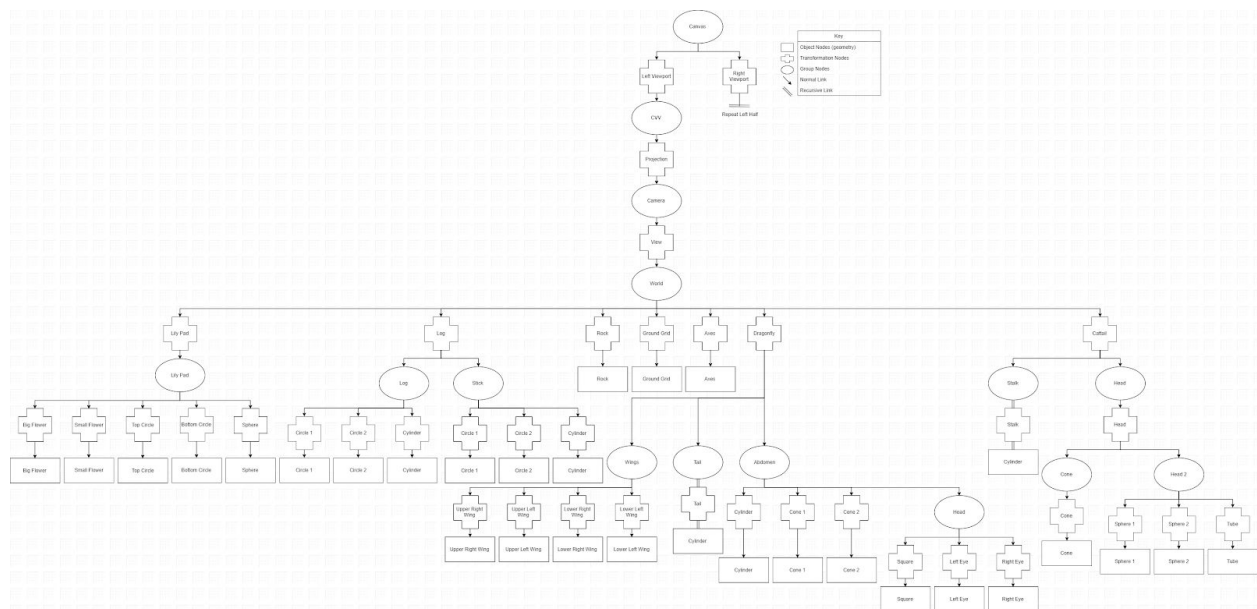 Canvas
Key
Object Nodes (geometry)
Transformation Nodes
Group Nodes
Normal Link
Recursive Link
Left Viewport
Right
Viewport
Repeat Left Half
CVV
Projection
Camera
View
World
Lily Pad
Log
Rock
Ground Grid
Axes
Dragonfly
Cattail
Lily Pad
Log
Stick
Rock
Ground Grid
Axes
Stalk
Head
Big Flower
Small Flower
Top Circle
Bottom Circle
Sphere
Circle 1
Circle 2
Cylinder
Circle 1
Circle 2
Cylinder
Stalk
Head
Big Flower
Small Flower
Top Circle
Bottom Circle
Sphere
Circle 1
Circle 2
Cylinder
Circle 1
Circle 2
Cylinder
Wings
Tail
Abdomen
Cylinder
Cone
Head 2
Upper Right
Wing
Upper Left
Wing
Lower Right
Wing
Lower Left
Wing
Tail
Cylinder
Cone 1
Cone 2
Head
Cone
Sphere 1
Sphere 2
Tube
Upper Right Wing
Upper Left Wing
Lower Right Wing
Lower Left Wing
Cylinder
Cylinder
Cone 1
Cone 2
Square
Left Eye
Right Eye
Cone
Sphere 1
Sphere 2
Tube
Square
Left Eye
Right Eye